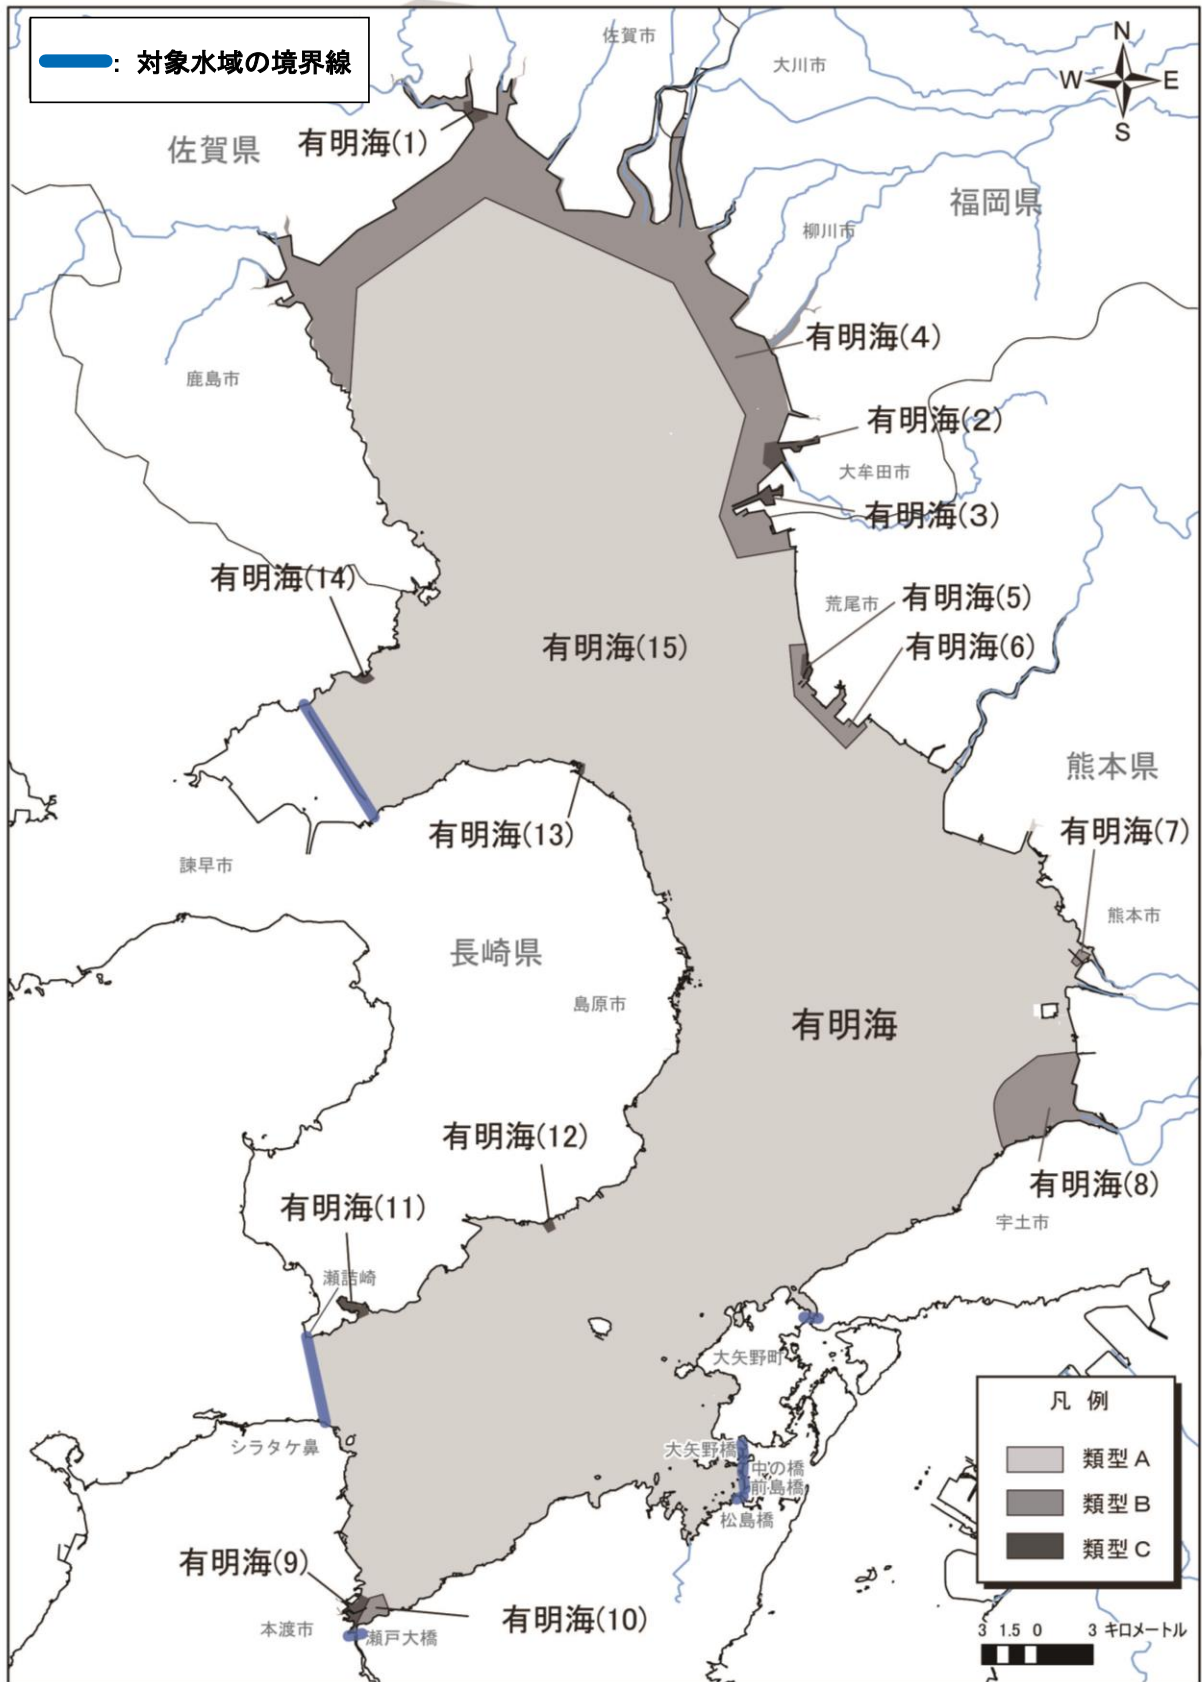 : 対象水域の境界線
N
W
E
S
佐賀市
大川市
佐賀県
有明海(1)
福岡県
柳川市
有明海(4)
鹿島市
有明海(2)
大牟田市
有明海(3)
有明海(14)
荒尾市
有明海(5)
有明海(15)
有明海(6)
熊本県
有明海(13)
有明海(7)
諫早市
熊本市
長崎県
島原市
有明海
有明海(12)
有明海(8)
有明海(11)
宇土市
瀬詰崎
大矢野町
シラタケ鼻
大矢野橋
中の橋
前島橋
松島橋
凡 例
類型A
類型B
類型C
有明海(9)
有明海(10)
本渡市
瀬戸大橋
3 1.5 0 3 キロメートル